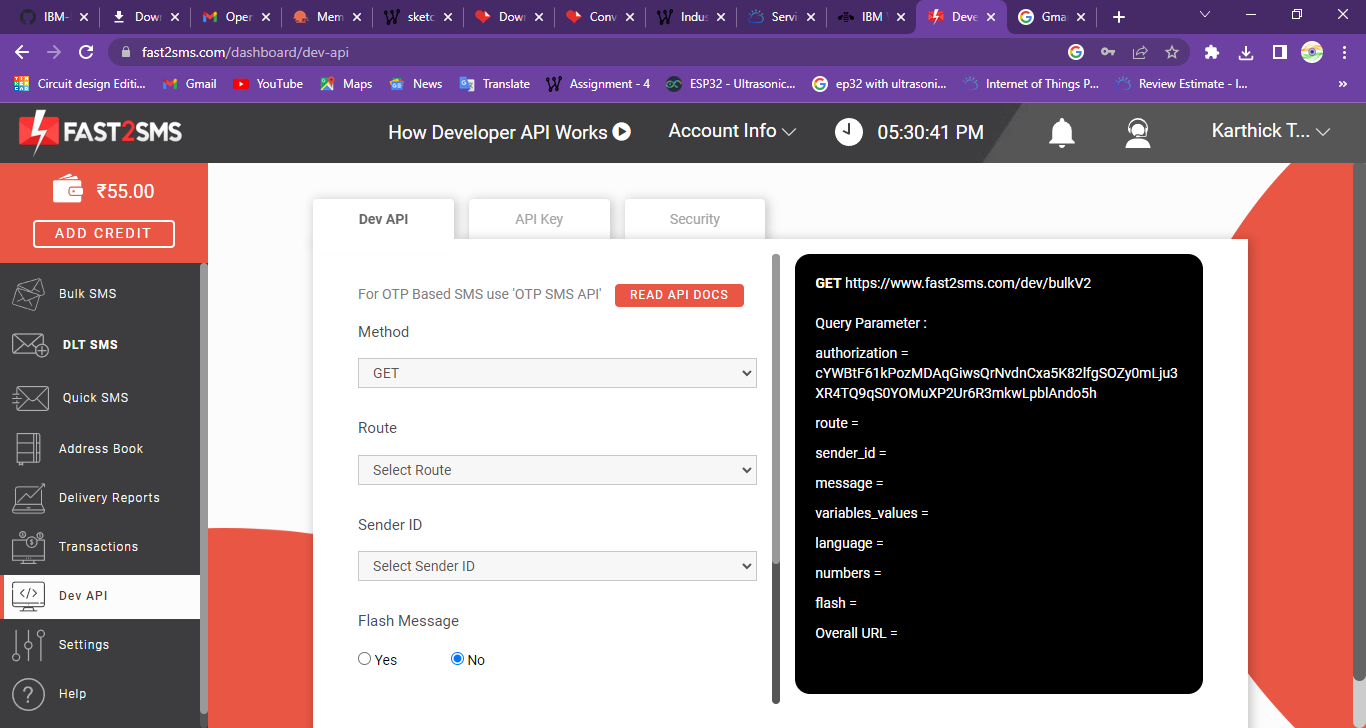 IBM-
Dow
Open
Mem
sketc
Dow
Conv
Indus
Servi
IBM
Deve
Gma
fast2sms.com/dashboard/dev-api
Circuit design Editi...
Gmail
YouTube
Maps
News
Translate
Assignment - 4
ESP32 - Ultrasonic...
ep32 with ultrasoni...
Internet of Things P...
Review Estimate - I...
»
FAST2SMS
How Developer API Works
Account Info
05:30:41 PM
Karthick T...
₹55.00
ADD CREDIT
Bulk SMS
DLT SMS
Quick SMS
Address Book
Delivery Reports
Transactions
Dev API
Settings
Help
Dev API
API Key
Security
For OTP Based SMS use 'OTP SMS API'
READ API DOCS
Method
GET
Route
Select Route
Sender ID
Select Sender ID
Flash Message
Yes
No
GET https://www.fast2sms.com/dev/bulkV2
Query Parameter :
authorization =
cYWBtF61kPozMDAqGiwsQrNvdnCxa5K82lfgSOZy0mLju3
XR4TQ9qS0YOMuXP2Ur6R3mkwLpblAndo5h
route =
sender_id =
message =
variables_values =
language =
numbers =
flash =
Overall URL =